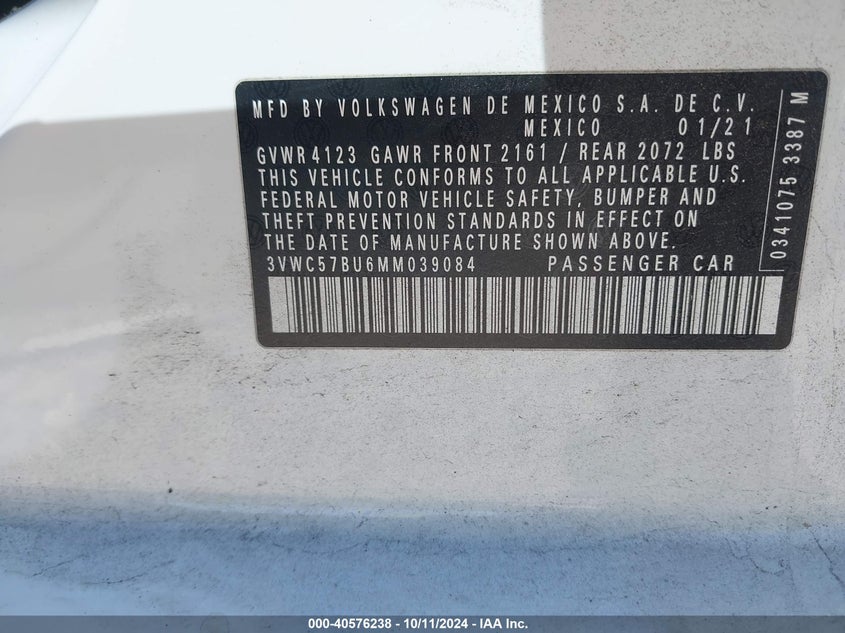 MFD BY VOLKSWAGEN DE MEXICO S.A. DE C.V.
MEXICO 01/21
GVWR 4123 GAWR FRONT 2161 / REAR 2072 LBS
THIS VEHICLE CONFORMS TO ALL APPLICABLE U.S.
FEDERAL MOTOR VEHICLE SAFETY, BUMPER AND
THEFT PREVENTION STANDARDS IN EFFECT ON
THE DATE OF MANUFACTURE SHOWN ABOVE.
3VWC57BU6MM039084 PASSENGER CAR
0341075 3387 M
000-40576238 - 10/11/2024 - IAA Inc.